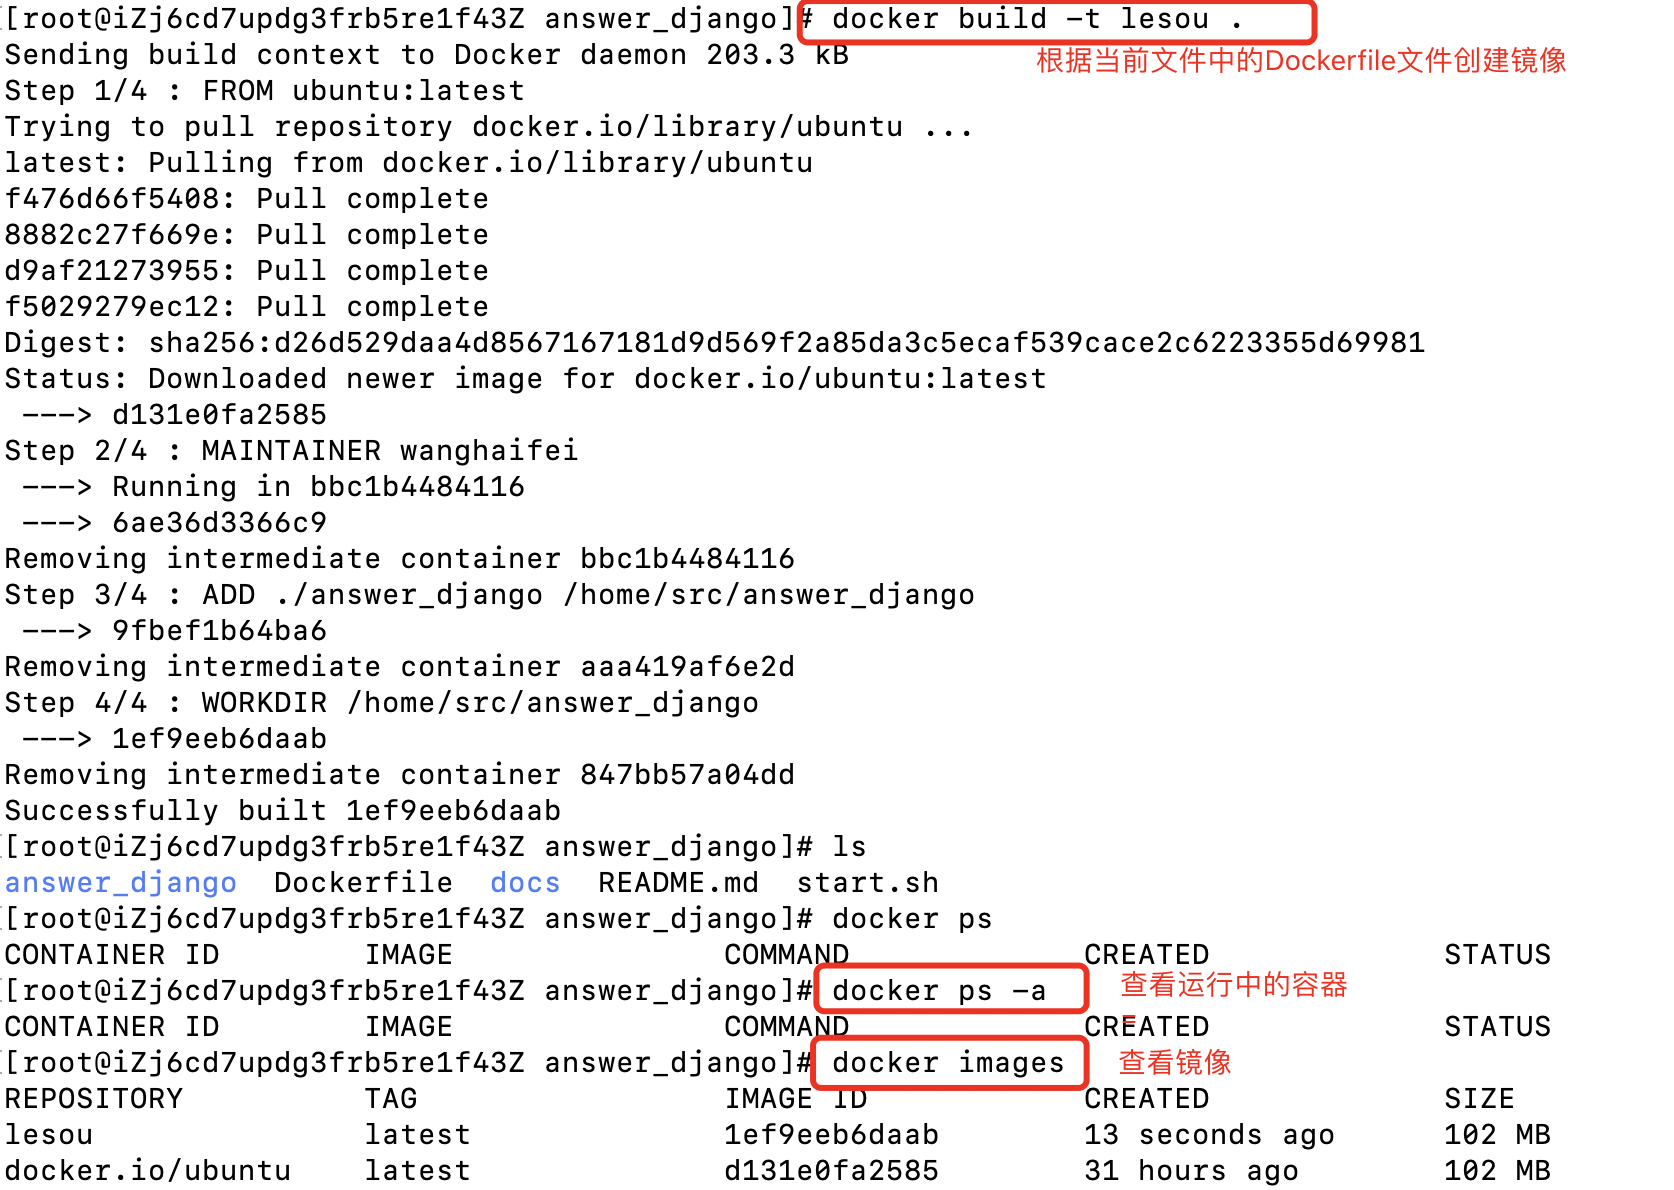 [root@iZj6cd7updg3frb5re1f43Z answer_django]# docker build -t lesou .
Sending build context to Docker daemon 203.3 kB
根据当前文件中的Dockerfile文件创建镜像
Step 1/4 : FROM ubuntu:latest
Trying to pull repository docker.io/library/ubuntu ...
latest: Pulling from docker.io/library/ubuntu
f476d66f5408: Pull complete
8882c27f669e: Pull complete
d9af21273955: Pull complete
f5029279ec12: Pull complete
Digest: sha256:d26d529daa4d8567167181d9d569f2a85da3c5ecaf539cace2c6223355d69981
Status: Downloaded newer image for docker.io/ubuntu:latest
 ---> d131e0fa2585
Step 2/4 : MAINTAINER wanghaifei
 ---> Running in bbc1b4484116
 ---> 6ae36d3366c9
Removing intermediate container bbc1b4484116
Step 3/4 : ADD ./answer_django /home/src/answer_django
 ---> 9fbef1b64ba6
Removing intermediate container aaa419af6e2d
Step 4/4 : WORKDIR /home/src/answer_django
 ---> 1ef9eeb6daab
Removing intermediate container 847bb57a04dd
Successfully built 1ef9eeb6daab
[root@iZj6cd7updg3frb5re1f43Z answer_django]# ls
answer_django  Dockerfile  docs  README.md  start.sh
[root@iZj6cd7updg3frb5re1f43Z answer_django]# docker ps
CONTAINER ID        IMAGE               COMMAND             CREATED             STATUS
[root@iZj6cd7updg3frb5re1f43Z answer_django]# docker ps -a
查看运行中的容器
CONTAINER ID        IMAGE               COMMAND             CREATED             STATUS
[root@iZj6cd7updg3frb5re1f43Z answer_django]# docker images
查看镜像
REPOSITORY          TAG                 IMAGE ID            CREATED             SIZE
lesou               latest              1ef9eeb6daab        13 seconds ago      102 MB
docker.io/ubuntu    latest              d131e0fa2585        31 hours ago        102 MB